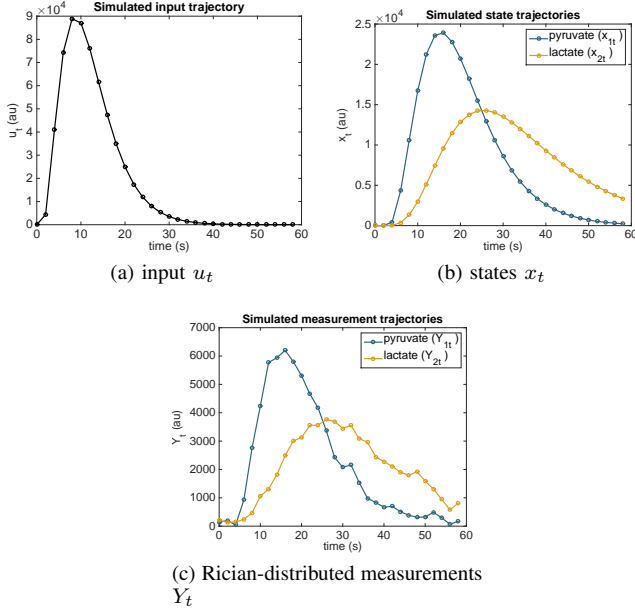 Simulated input trajectory
× 10^4
9
8
7
6
5
4
3
2
1
0
u_t (au)
0 10 20 30 40 50 60
time (s)
(a) input u_t
Simulated state trajectories
× 10^4
2.5
2
1.5
1
0.5
0
x_t (au)
pyruvate (x_1t)
lactate (x_2t)
0 20 40 60
time (s)
(b) states x_t
Simulated measurement trajectories
7000
6000
5000
4000
3000
2000
1000
0
Y_t (au)
pyruvate (Y_1t)
lactate (Y_2t)
0 10 20 30 40 50 60
time (s)
(c) Rician-distributed measurements
Y_t